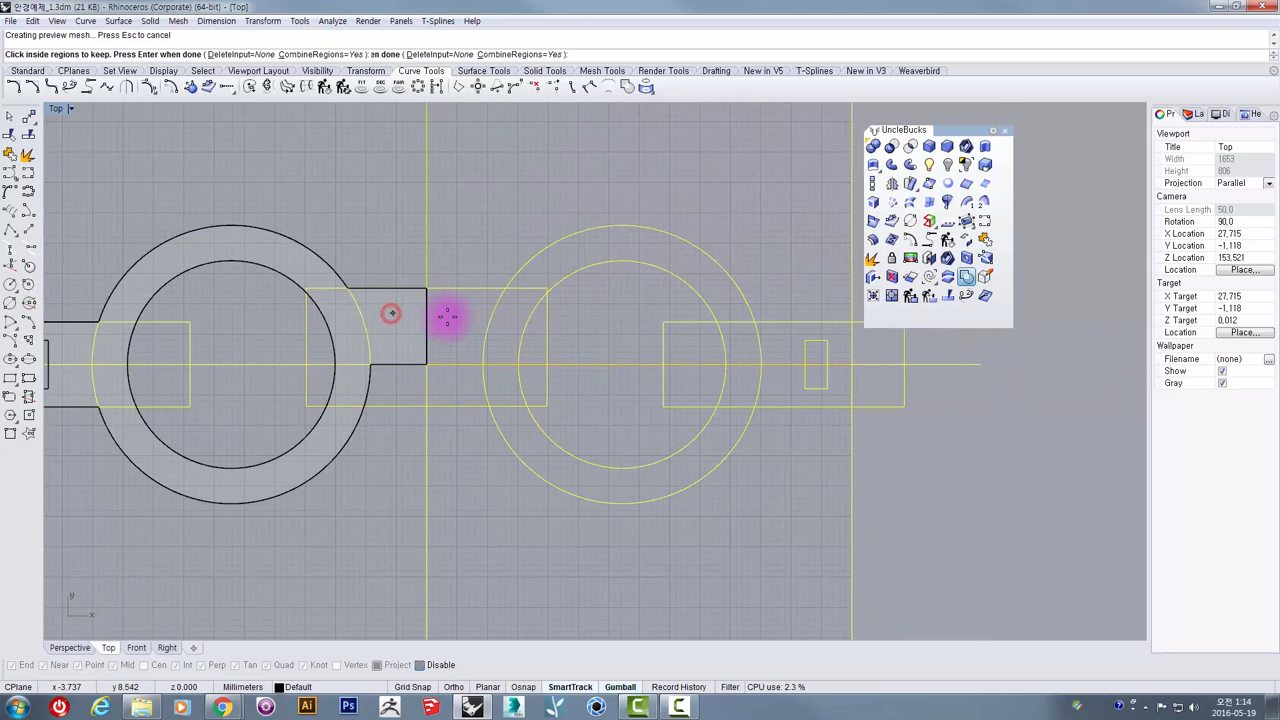 안경예제_1.3dm (21 KB) - Rhinoceros (Corporate) (64-bit) - [Top]
File Edit View Curve Surface Solid Mesh Dimension Transform Tools Analyze Render Panels T-Splines Help
Creating preview mesh... Press Esc to cancel
Click inside regions to keep. Press Enter when done ( DeleteInput=None CombineRegions=Yes ): en done ( DeleteInput=None CombineRegions=Yes ):
Standard CPlanes Set View Display Select Viewport Layout Visibility Transform Curve Tools Surface Tools Solid Tools Mesh Tools Render Tools Drafting New in V5 T-Splines New in V3 Weaverbird
Top
UncleBucks
Pr La Di He
Viewport
Title Top
Width 1653
Height 806
Projection Parallel
Camera
Lens Length 50.0
Rotation 90.0
X Location 27.715
Y Location -1.118
Z Location 153.521
Location Place...
Target
X Target 27.715
Y Target -1.118
Z Target 0.012
Location Place...
Wallpaper
Filename (none)
Show
Gray
y
x
Perspective Top Front Right
End Near Point Mid Cen Int Perp Tan Quad Knot Vertex Project Disable
CPlane x -3.737 y 8.542 z 0.000 Millimeters Default Grid Snap Ortho Planar Osnap SmartTrack Gumball Record History Filter CPU use: 2.3 %
Ai Ps
오전 1:14
2016-05-19